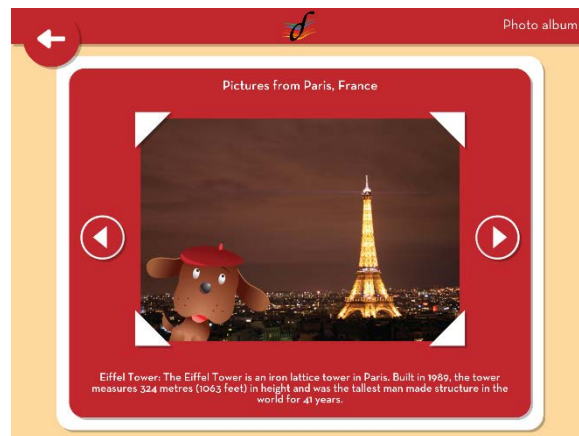 Photo album
Pictures from Paris, France
Eiffel Tower: The Eiffel Tower is an iron lattice tower in Paris. Built in 1989, the tower
measures 324 metres (1063 feet) in height and was the tallest man made structure in the
world for 41 years.